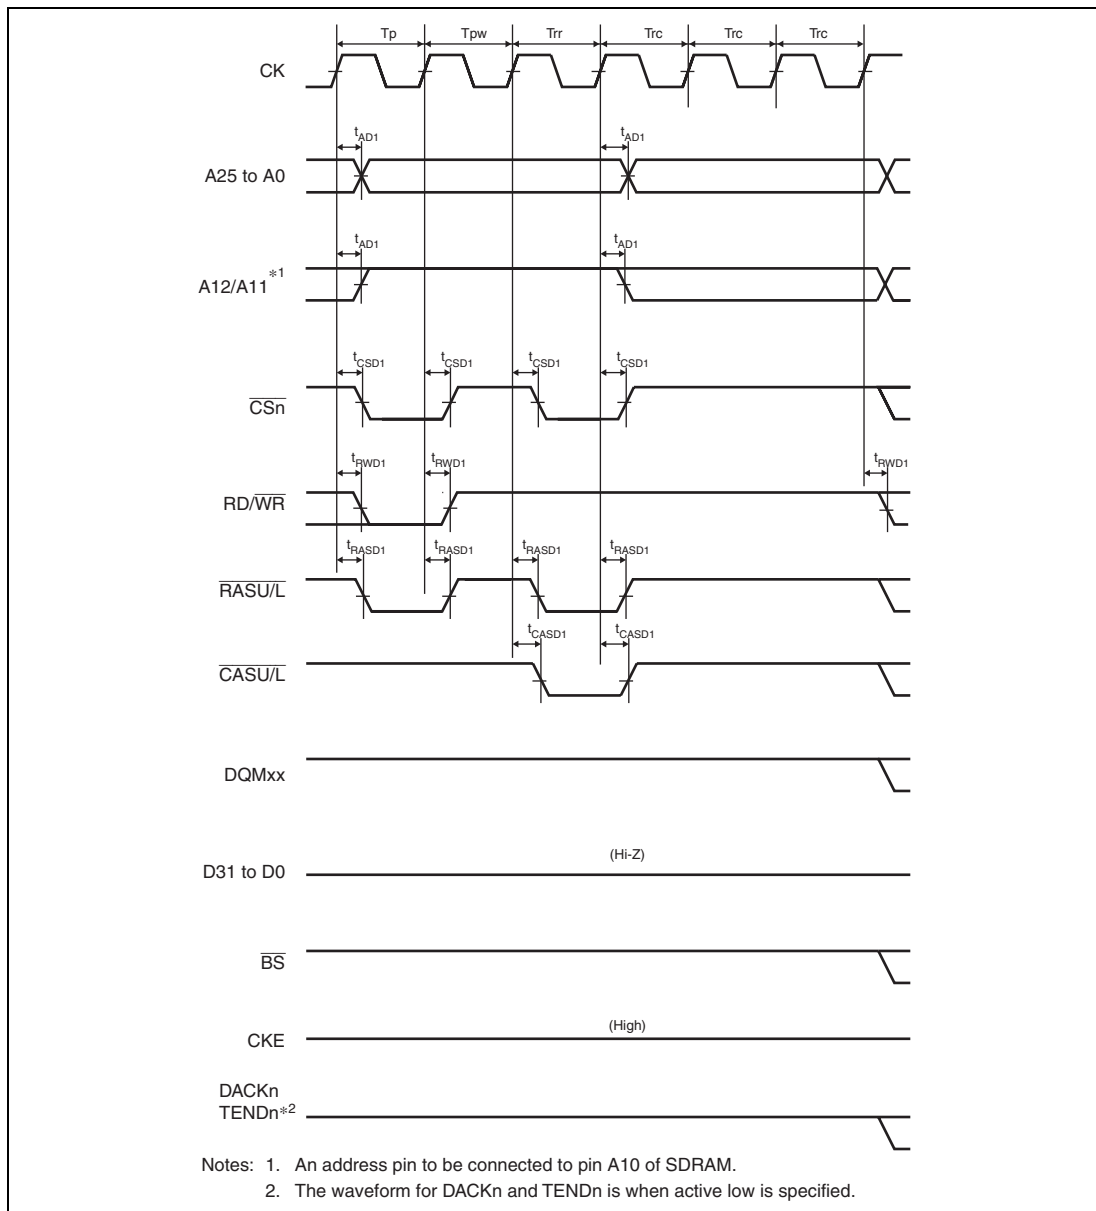 Tp Tpw Trr Trc Trc Trc
CK
tAD1 tAD1
A25 to A0
tAD1 tAD1
A12/A11*1
tCSD1 tCSD1 tCSD1 tCSD1
CSn
tRWD1 tRWD1 tRWD1
RD/WR
tRASD1 tRASD1 tRASD1 tRASD1
RASU/L
tCASD1 tCASD1
CASU/L
DQMxx
(Hi-Z)
D31 to D0
BS
(High)
CKE
DACKn
TENDn*2
Notes: 1. An address pin to be connected to pin A10 of SDRAM.
2. The waveform for DACKn and TENDn is when active low is specified.